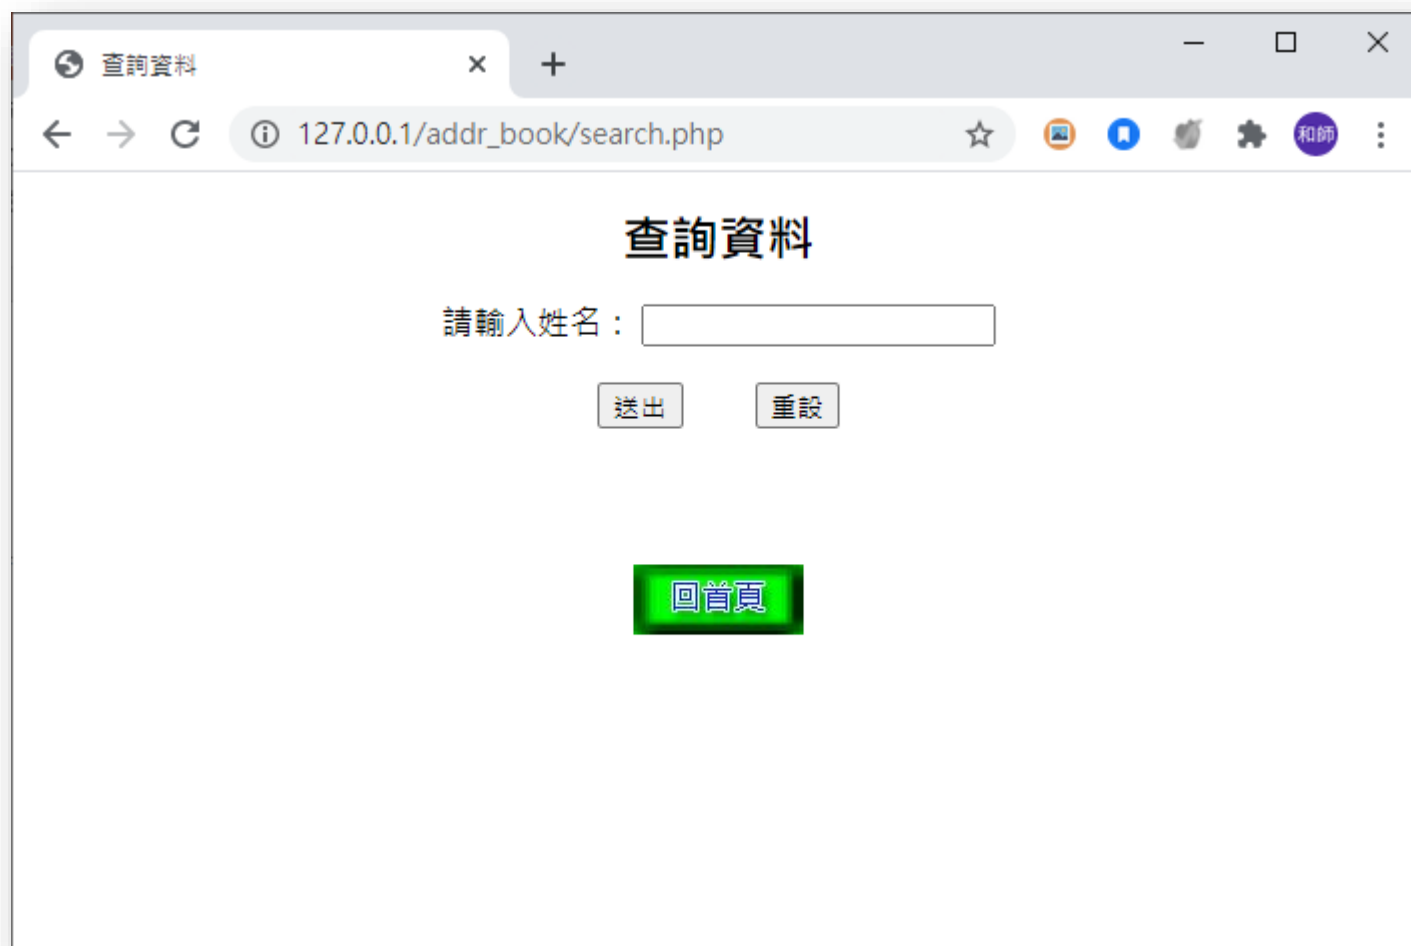 查詢資料
127.0.0.1/addr_book/search.php
和師
查詢資料
請輸入姓名：
送出 重設
回首頁